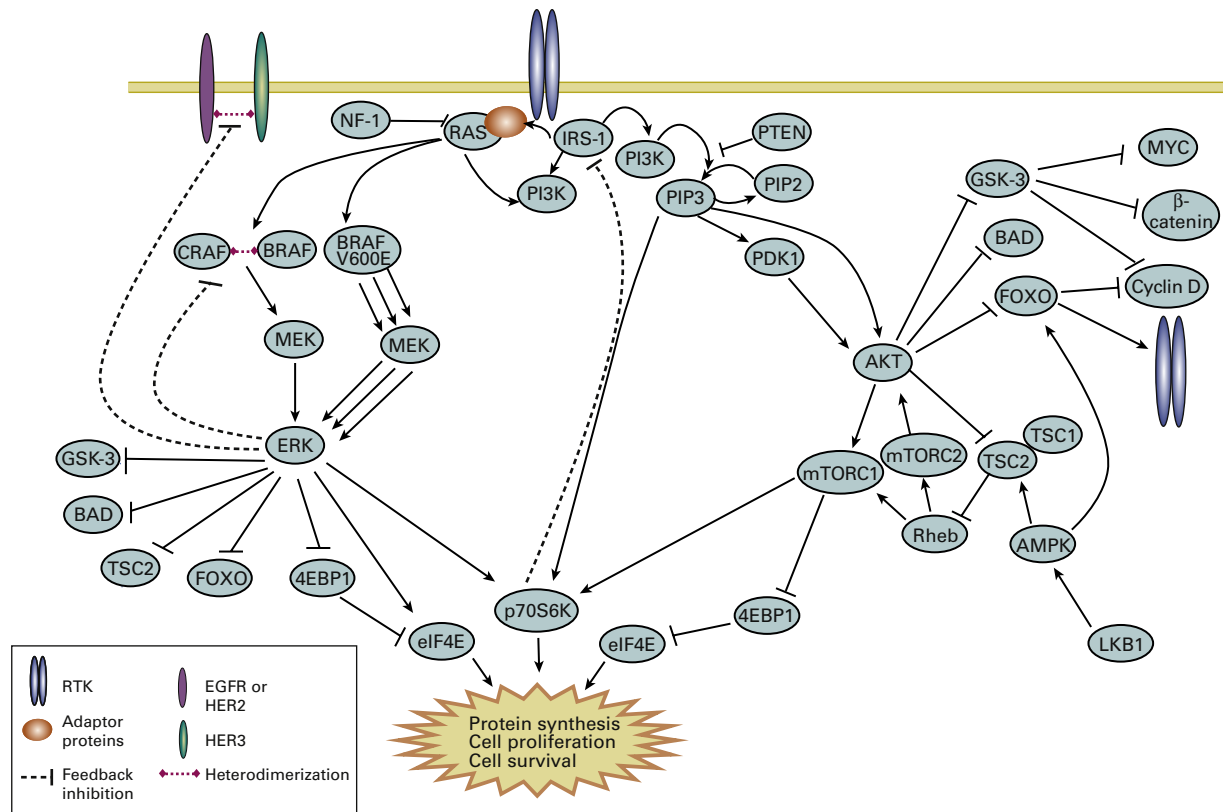 NF-1
RAS
IRS-1
PI3K
PI3K
PTEN
PIP3
PIP2
PDK1
GSK-3
MYC
β-
catenin
BAD
FOXO
Cyclin D
CRAF
BRAF
BRAF
V600E
MEK
MEK
AKT
ERK
GSK-3
BAD
TSC2
FOXO
4EBP1
eIF4E
p70S6K
mTORC1
mTORC2
TSC2
TSC1
Rheb
AMPK
LKB1
4EBP1
eIF4E
Protein synthesis
Cell proliferation
Cell survival
RTK
EGFR or
HER2
Adaptor
proteins
HER3
Feedback
inhibition
Heterodimerization